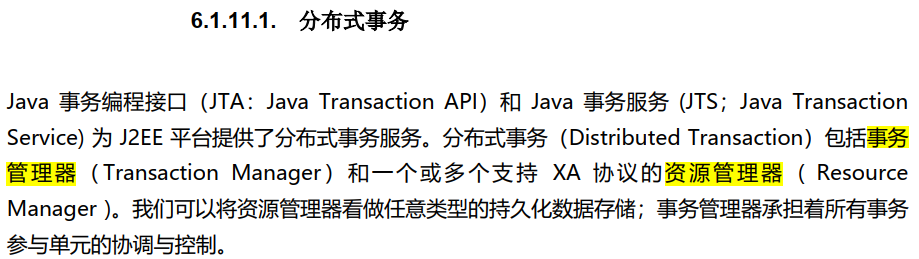 6.1.11.1. 分布式事务
Java 事务编程接口（JTA：Java Transaction API）和 Java 事务服务 (JTS；Java Transaction
Service) 为 J2EE 平台提供了分布式事务服务。分布式事务（Distributed Transaction）包括事务
管理器（Transaction Manager）和一个或多个支持 XA 协议的资源管理器 （ Resource
Manager )。我们可以将资源管理器看做任意类型的持久化数据存储；事务管理器承担着所有事务
参与单元的协调与控制。